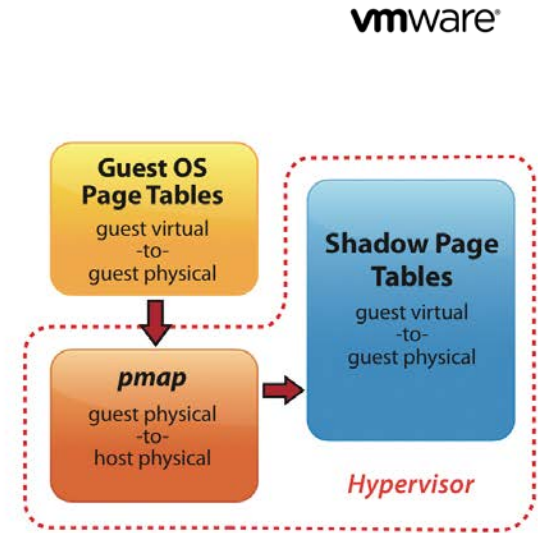 vmware®
Guest OS
Page Tables
guest virtual
-to-
guest physical
pmap
guest physical
-to-
host physical
Shadow Page
Tables
guest virtual
-to-
guest physical
Hypervisor